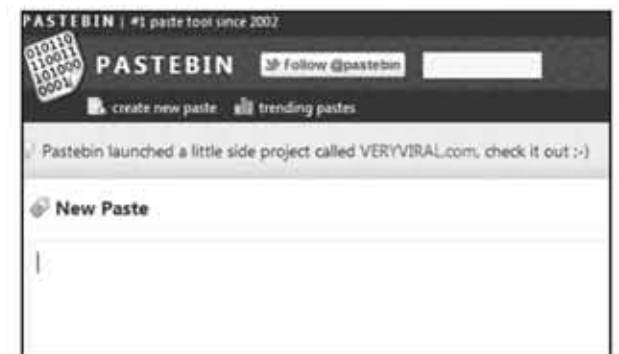 PASTEBIN | #1 paste tool since 2002
010110
110011
101000
0001
PASTEBIN
Follow @pastebin
create new paste
trending pastes
Pastebin launched a little side project called VERYVIRAL.com, check it out :-)
New Paste